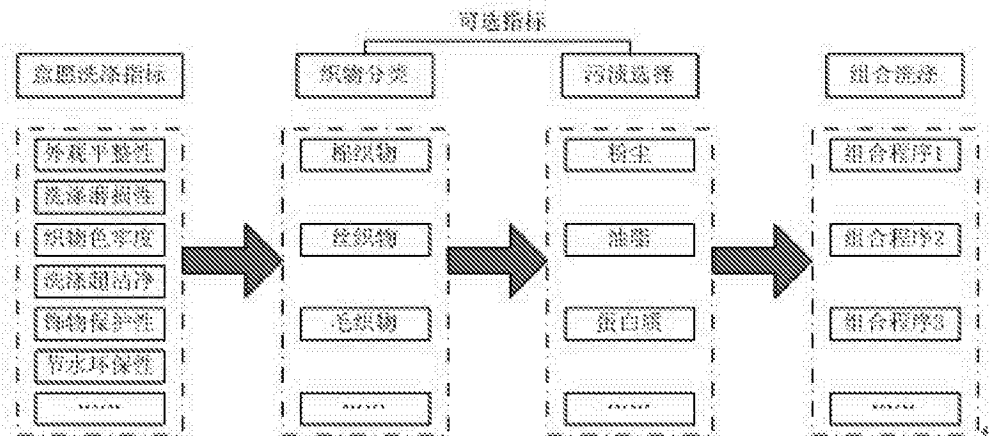 可选指标
意愿洗涤指标
织物分类
污渍选择
组合洗涤
外观平整性
洗涤磨损性
织物色牢度
洗涤超洁净
饰物保护性
节水环保性
……
棉织物
丝织物
毛织物
……
粉尘
油脂
蛋白质
……
组合程序1
组合程序2
组合程序3
……